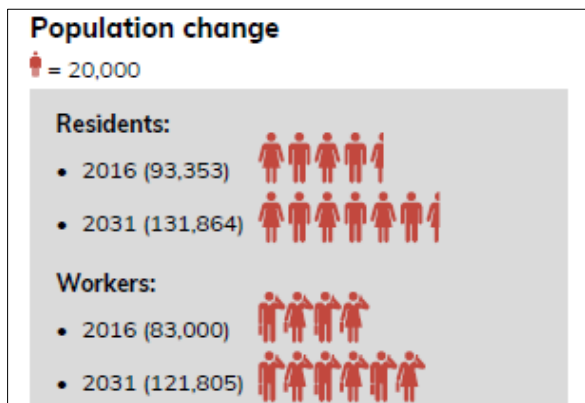 Population change
= 20,000
Residents:
• 2016 (93,353)
• 2031 (131,864)
Workers:
• 2016 (83,000)
• 2031 (121,805)